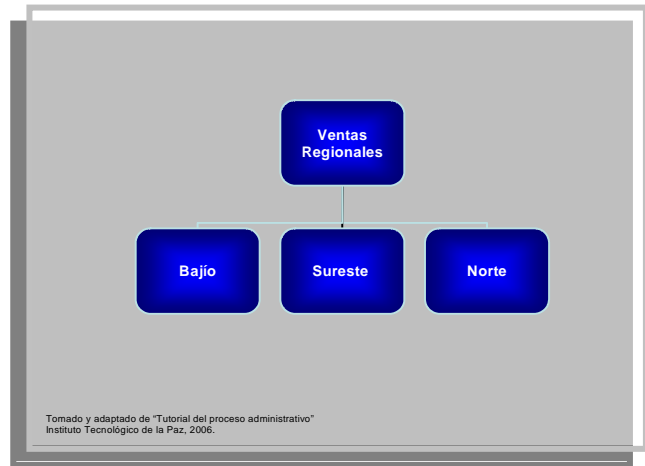 Ventas
Regionales
Bajío
Sureste
Norte
Tomado y adaptado de “Tutorial del proceso administrativo”
Instituto Tecnológico de la Paz, 2006.